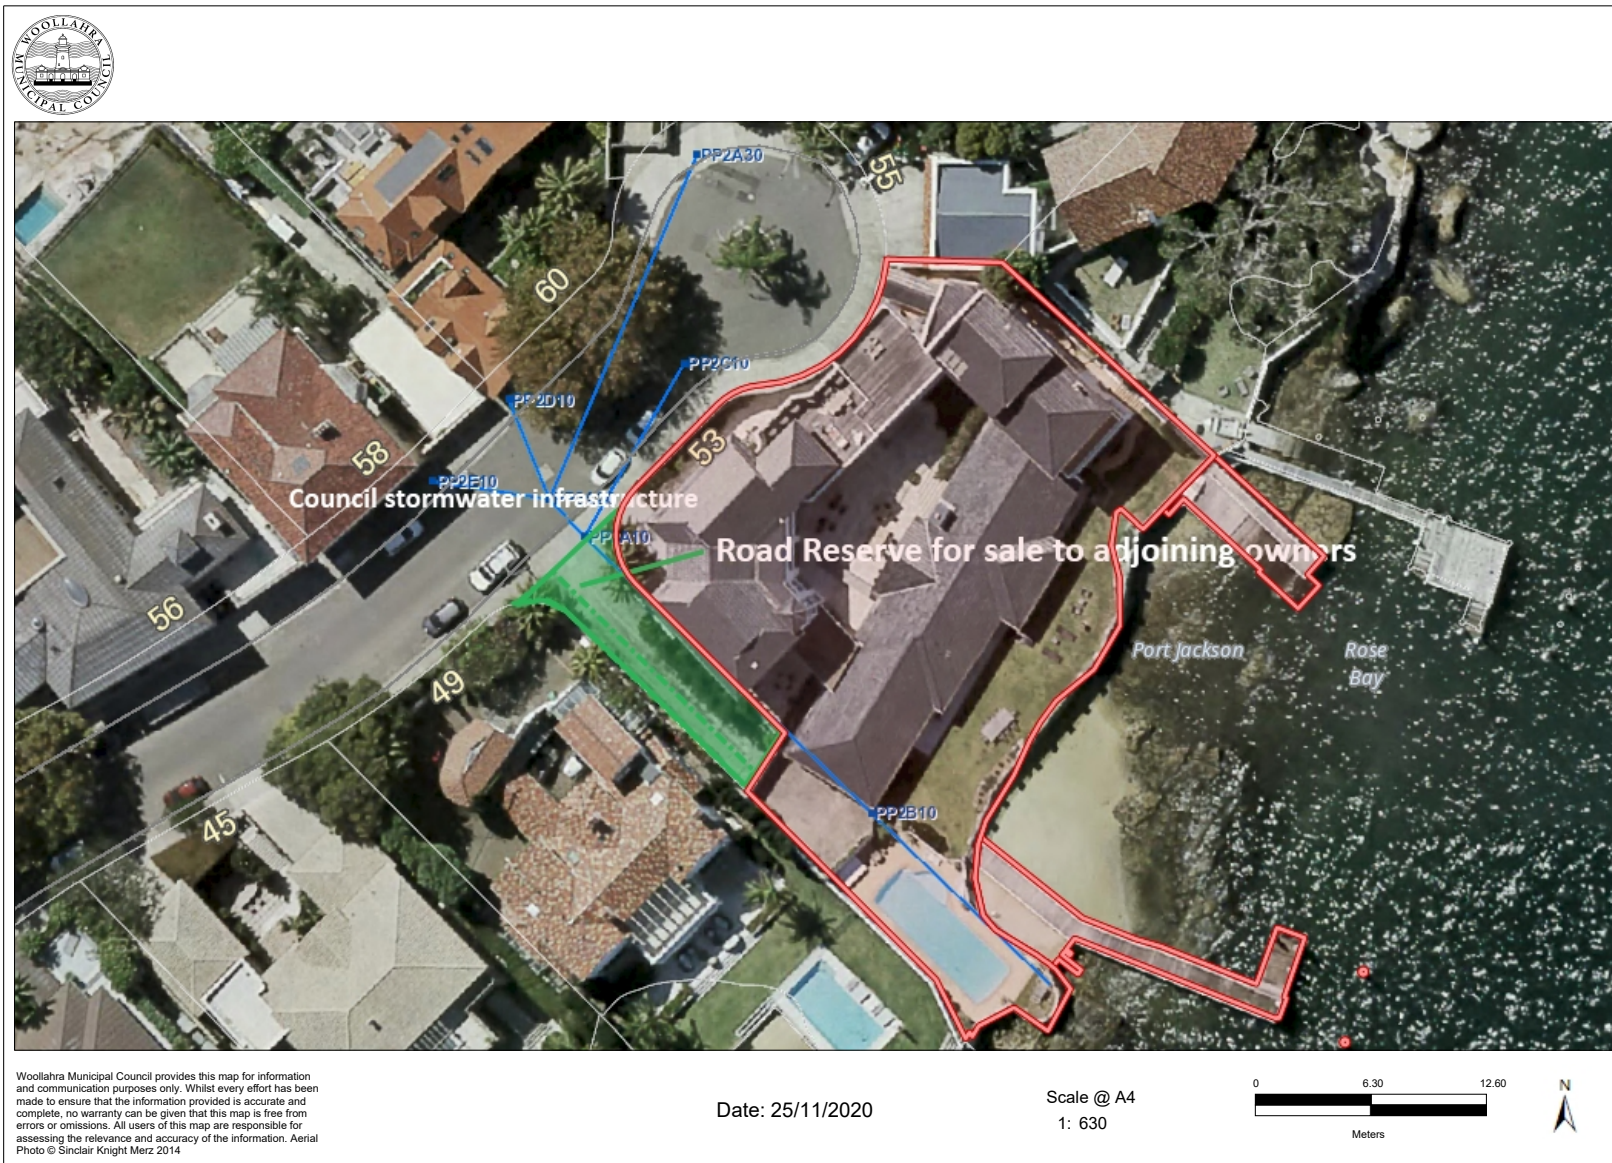 WOOLLAHRA
MUNICIPAL COUNCIL
PP2A30
55
60
PP2C10
PP2D10
53
58
PP2E10
Council stormwater infrastructure
Road Reserve for sale to adjoining owners
56
49
Port Jackson
Rose
Bay
45
PP2B10
Woollahra Municipal Council provides this map for information
and communication purposes only. Whilst every effort has been
made to ensure that the information provided is accurate and
complete, no warranty can be given that this map is free from
errors or omissions. All users of this map are responsible for
assessing the relevance and accuracy of the information. Aerial
Photo © Sinclair Knight Merz 2014
Date: 25/11/2020
Scale @ A4
1: 630
0 6.30 12.60
Meters
N